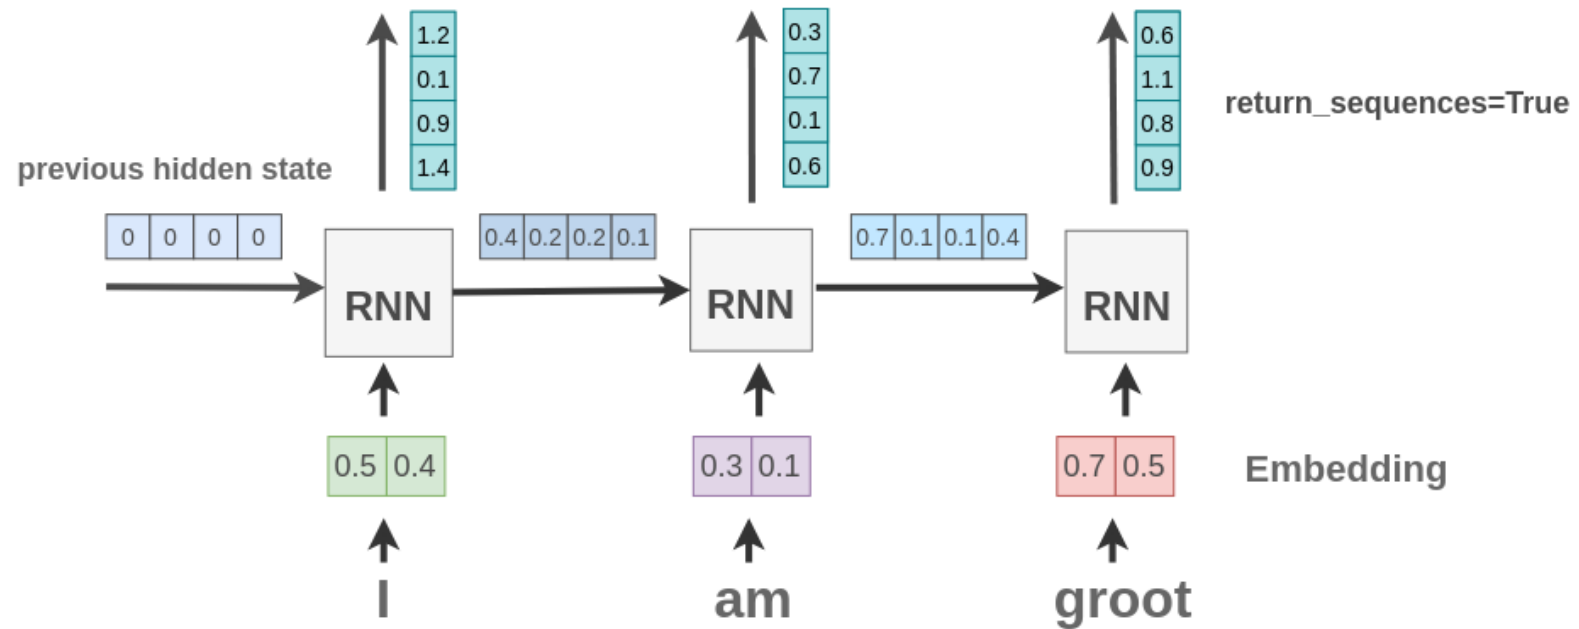 1.2
0.1
0.9
1.4
0.3
0.7
0.1
0.6
0.6
1.1
0.8
0.9
return_sequences=True
previous hidden state
0 0 0 0
0.4 0.2 0.2 0.1
0.7 0.1 0.1 0.4
RNN
RNN
RNN
0.5 0.4
0.3 0.1
0.7 0.5
Embedding
I
am
groot